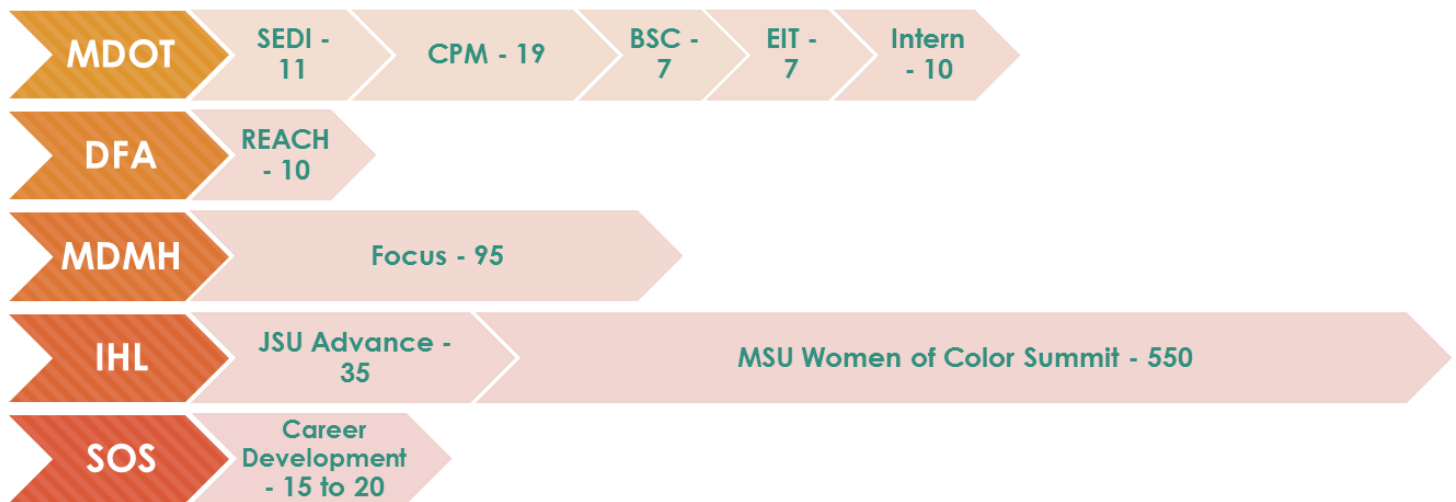 MDOT
SEDI -
11
CPM - 19
BSC -
7
EIT -
7
Intern
- 10
DFA
REACH
- 10
MDMH
Focus - 95
IHL
JSU Advance -
35
MSU Women of Color Summit - 550
SOS
Career
Development
- 15 to 20